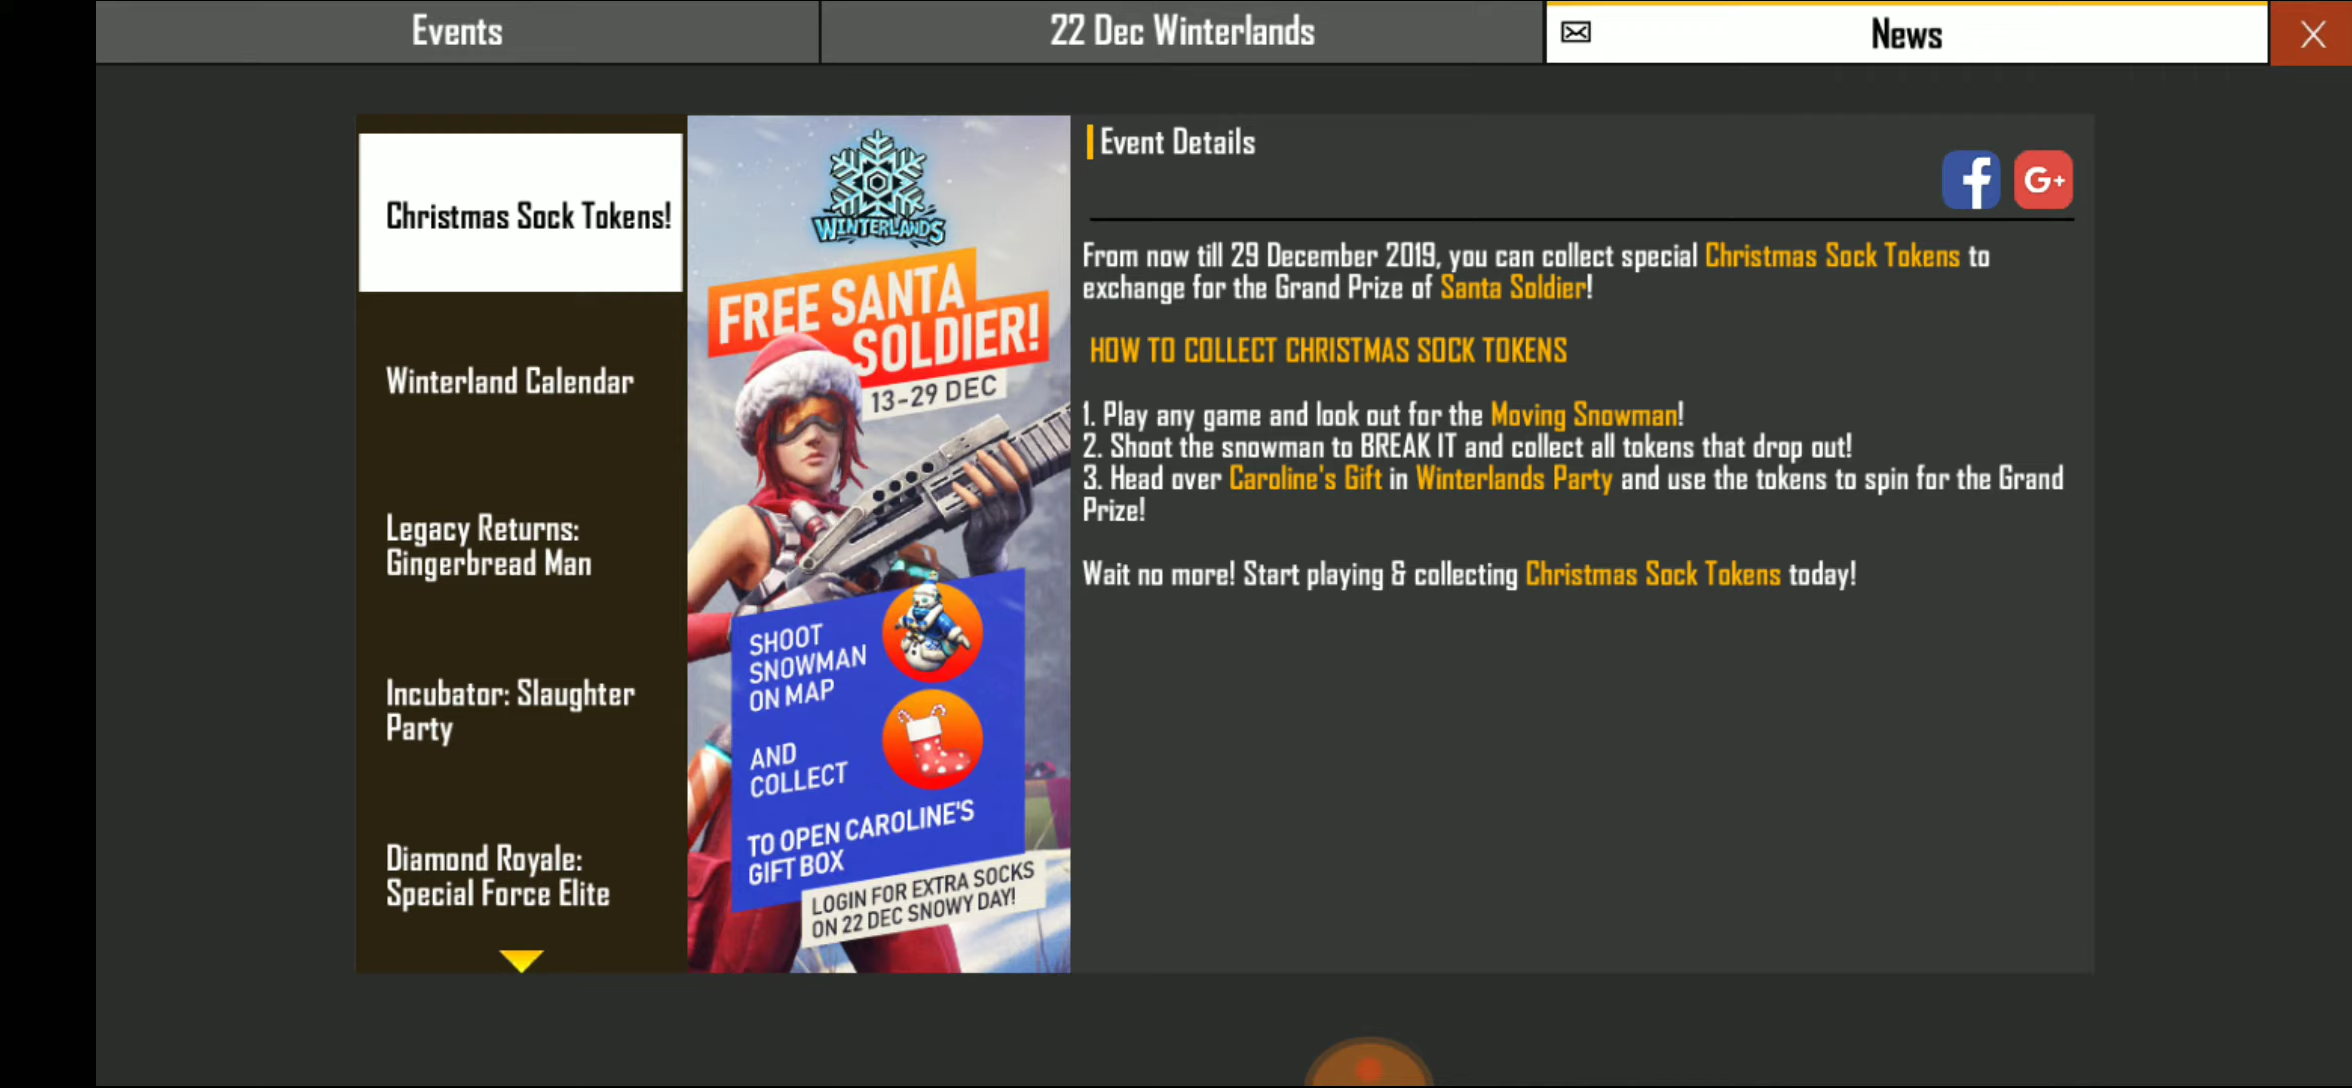 Events
22 Dec Winterlands
News
X
Christmas Sock Tokens!
Winterland Calendar
Legacy Returns:
Gingerbread Man
Incubator: Slaughter
Party
Diamond Royale:
Special Force Elite
WINTERLANDS
FREE SANTA
SOLDIER!
13-29 DEC
SHOOT
SNOWMAN
ON MAP
AND
COLLECT
TO OPEN CAROLINE'S
GIFT BOX
LOGIN FOR EXTRA SOCKS
ON 22 DEC SNOWY DAY!
Event Details
f
G+
From now till 29 December 2019, you can collect special Christmas Sock Tokens to
exchange for the Grand Prize of Santa Soldier!
HOW TO COLLECT CHRISTMAS SOCK TOKENS
1. Play any game and look out for the Moving Snowman!
2. Shoot the snowman to BREAK IT and collect all tokens that drop out!
3. Head over Caroline's Gift in Winterlands Party and use the tokens to spin for the Grand
Prize!
Wait no more! Start playing & collecting Christmas Sock Tokens today!